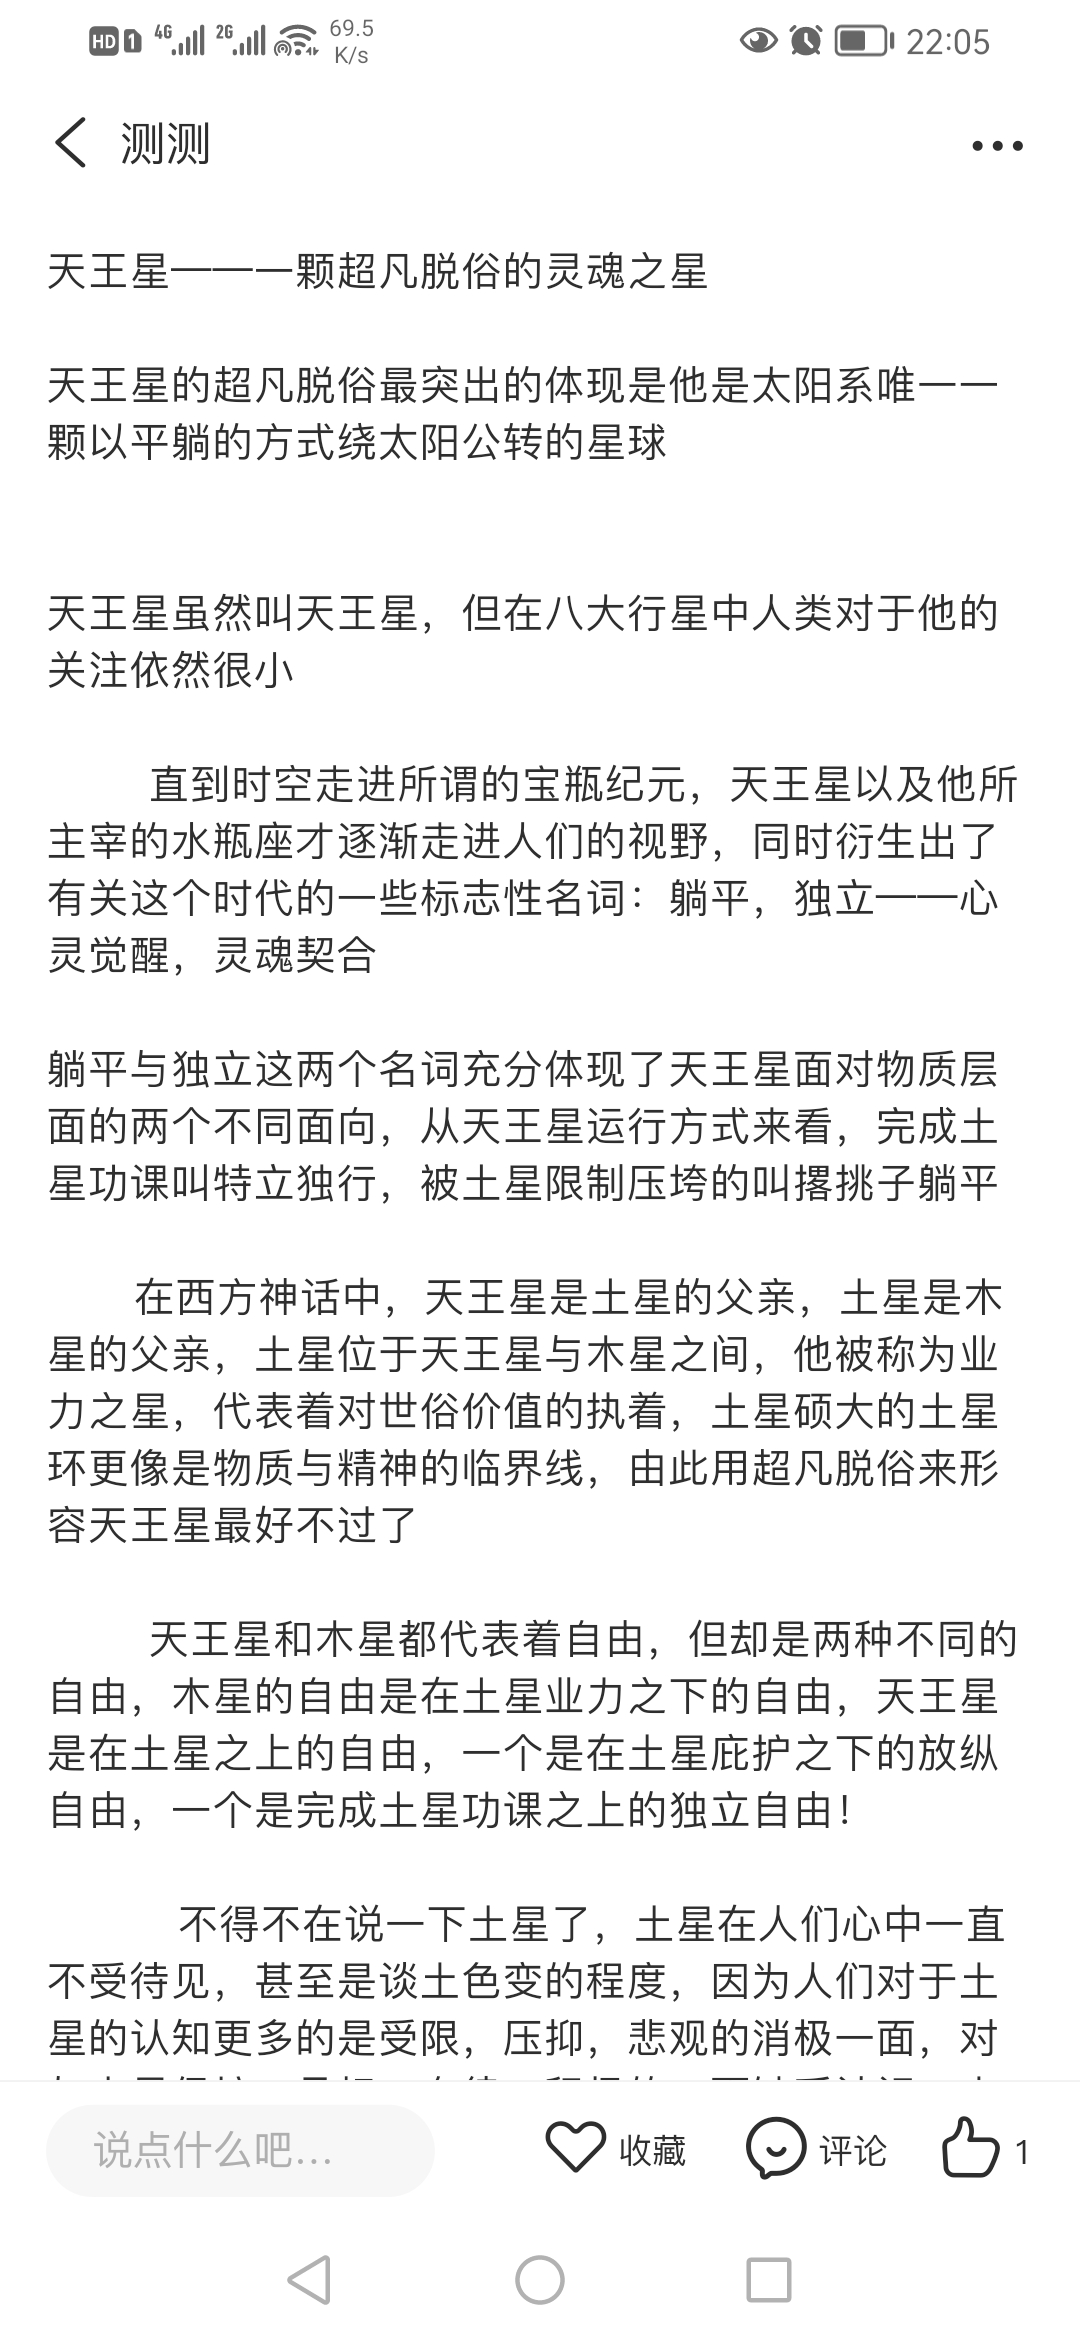 HD 1 4G 2G 69.5 K/s 22:05
测测
天王星———一颗超凡脱俗的灵魂之星
天王星的超凡脱俗最突出的体现是他是太阳系唯一一
颗以平躺的方式绕太阳公转的星球
天王星虽然叫天王星，但在八大行星中人类对于他的
关注依然很小
直到时空走进所谓的宝瓶纪元，天王星以及他所
主宰的水瓶座才逐渐走进人们的视野，同时衍生出了
有关这个时代的一些标志性名词：躺平，独立——心
灵觉醒，灵魂契合
躺平与独立这两个名词充分体现了天王星面对物质层
面的两个不同面向，从天王星运行方式来看，完成土
星功课叫特立独行，被土星限制压垮的叫撂挑子躺平
在西方神话中，天王星是土星的父亲，土星是木
星的父亲，土星位于天王星与木星之间，他被称为业
力之星，代表着对世俗价值的执着，土星硕大的土星
环更像是物质与精神的临界线，由此用超凡脱俗来形
容天王星最好不过了
天王星和木星都代表着自由，但却是两种不同的
自由，木星的自由是在土星业力之下的自由，天王星
是在土星之上的自由，一个是在土星庇护之下的放纵
自由，一个是完成土星功课之上的独立自由！
不得不在说一下土星了，土星在人们心中一直
不受待见，甚至是谈土色变的程度，因为人们对于土
星的认知更多的是受限，压抑，悲观的消极一面，对
说点什么吧... 收藏 评论 1